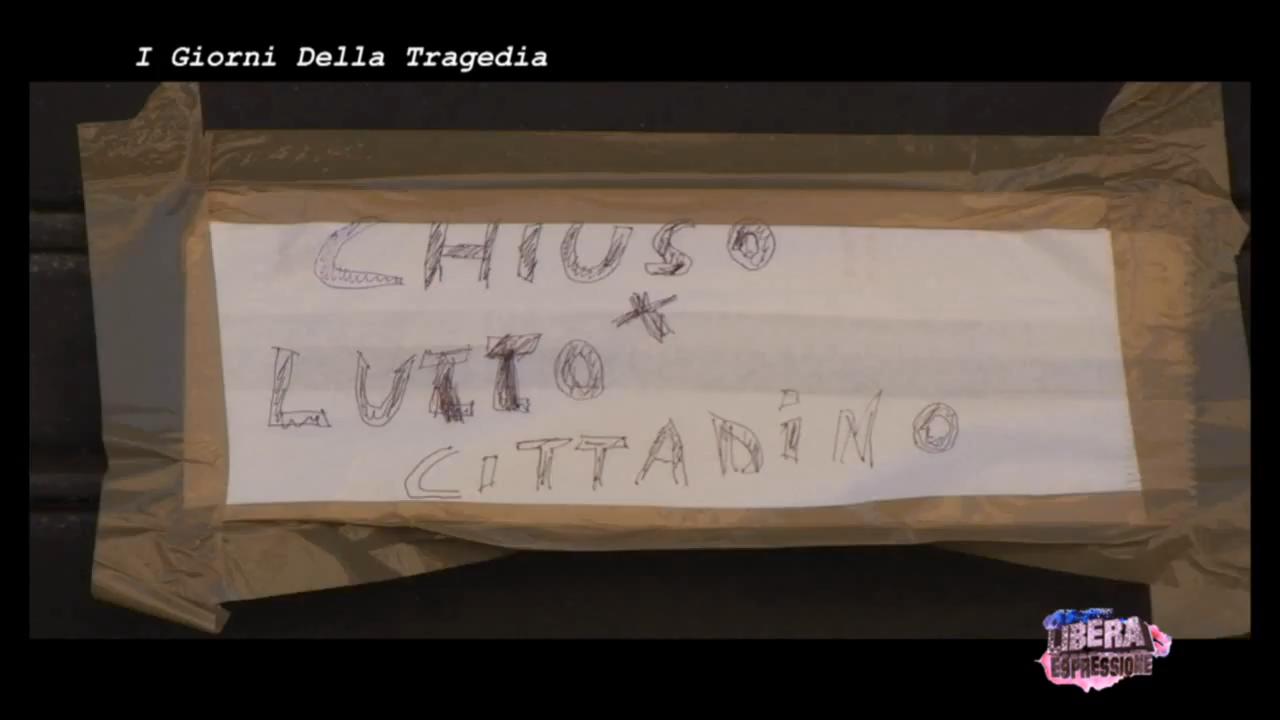 I Giorni Della Tragedia
CHIUSO
X
LUTTO
CITTADINO
LIBERA
ESPRESSIONE